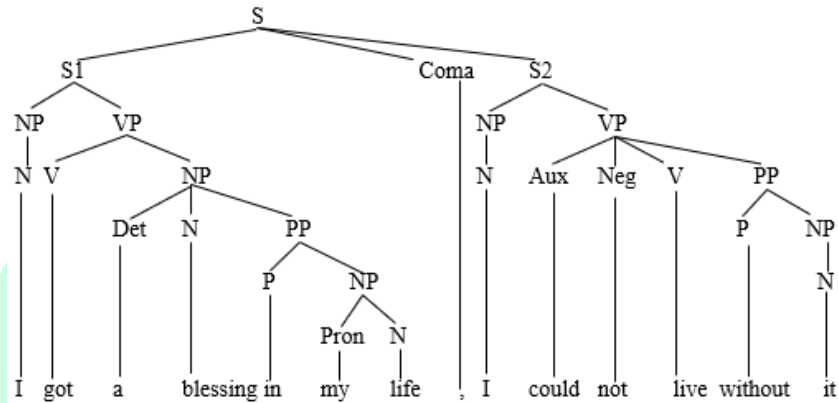 S
S1 Coma S2
NP VP NP VP
N V NP N Aux Neg V PP
Det N PP P NP
P NP N
Pron N
I got a blessing in my life , I could not live without it